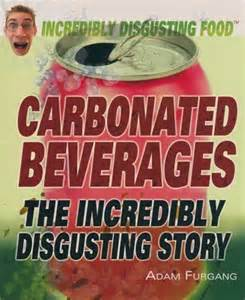 INCREDIBLY DISGUSTING FOOD™
CARBONATED
BEVERAGES
THE INCREDIBLY
DISGUSTING STORY
ADAM FURGANG